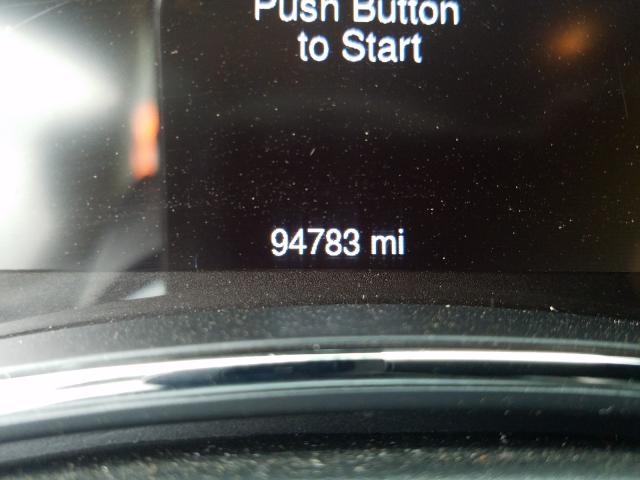 Push Button
to Start
94783 mi